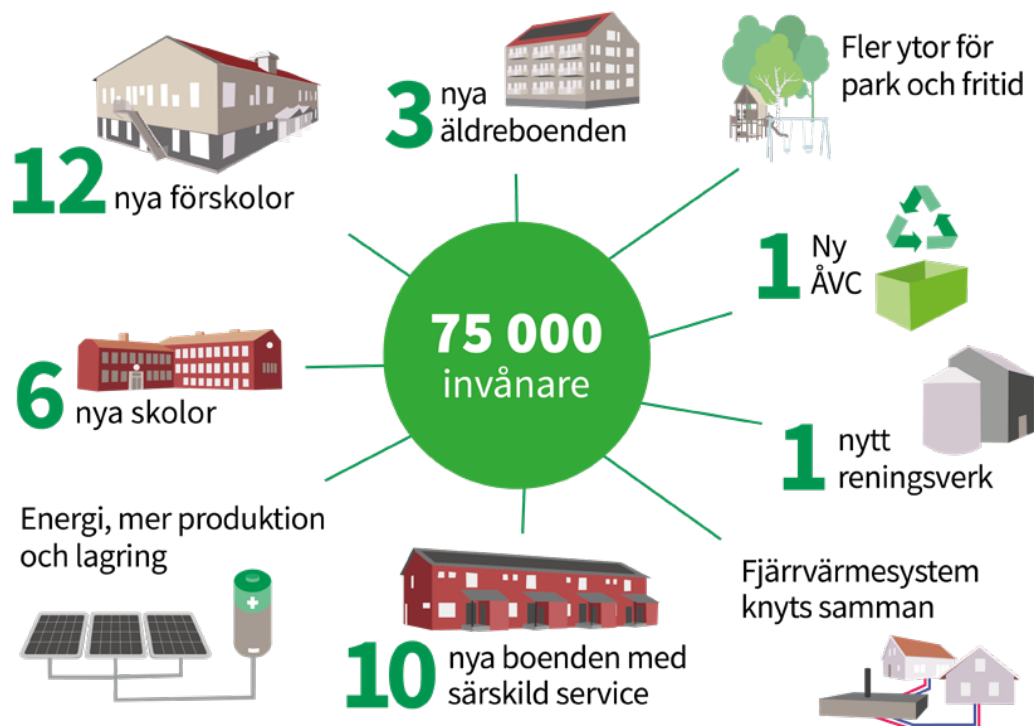 12 nya förskolor
3 nya
äldreboenden
Fler ytor för
park och fritid
1 Ny
ÅVC
75 000
invånare
6 nya skolor
1 nytt
reningsverk
Energi, mer produktion
och lagring
10 nya boenden med
särskild service
Fjärrvärmesystem
knyts samman